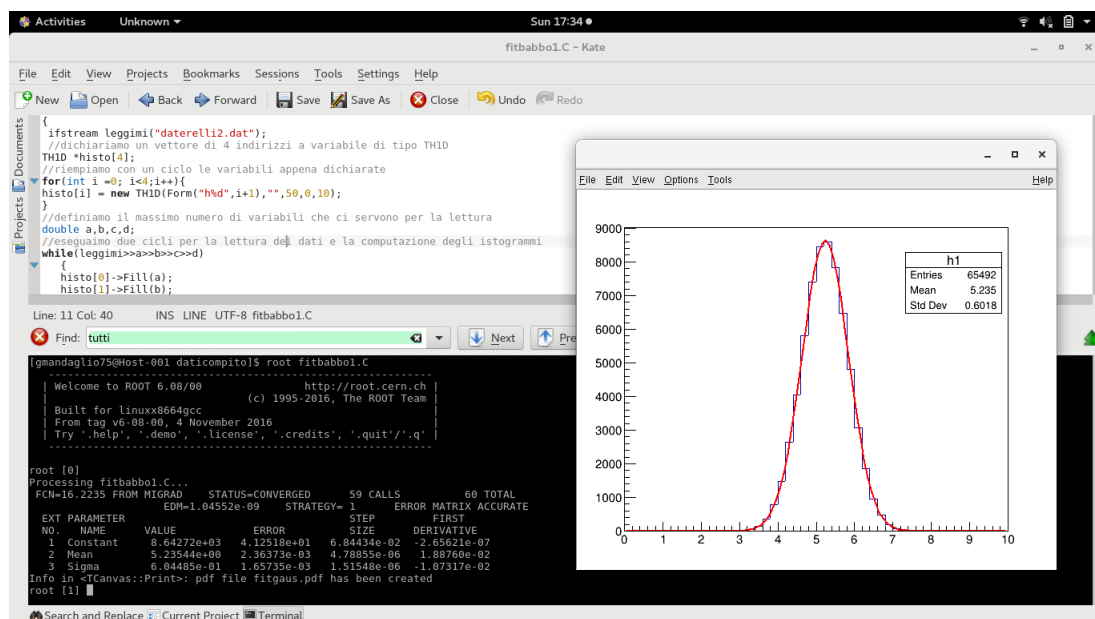 Activities Unknown Sun 17:34
fitbabbo1.C – Kate
File Edit View Projects Bookmarks Sessions Tools Settings Help
New Open Back Forward Save Save As Close Undo Redo
Documents
Projects
{
ifstream leggimi("daterelli2.dat");
//dichiariamo un vettore di 4 indirizzi a variabile di tipo TH1D
TH1D *histo[4];
//riempiamo con un ciclo le variabili appena dichiarate
for(int i =0; i<4;i++){
histo[i] = new TH1D(Form("h%d",i+1),"",50,0,10);
}
//definiamo il massimo numero di variabili che ci servono per la lettura
double a,b,c,d;
//eseguaimo due cicli per la lettura dei dati e la computazione degli istogrammi
while(leggimi>>a>>b>>c>>d)
{
histo[0]->Fill(a);
histo[1]->Fill(b);
Line: 11 Col: 40 INS LINE UTF-8 fitbabbo1.C
Find: tutti Next Pre
[gmandaglio75@Host-001 daticompito]$ root fitbabbo1.C
------------------------------------------------------------
| Welcome to ROOT 6.08/00 http://root.cern.ch |
| (c) 1995-2016, The ROOT Team |
| Built for linuxx8664gcc |
| From tag v6-08-00, 4 November 2016 |
| Try '.help', '.demo', '.license', '.credits', '.quit'/'.q' |
------------------------------------------------------------
root [0]
Processing fitbabbo1.C...
FCN=16.2235 FROM MIGRAD STATUS=CONVERGED 59 CALLS 60 TOTAL
EDM=1.04552e-09 STRATEGY= 1 ERROR MATRIX ACCURATE
EXT PARAMETER STEP FIRST
NO. NAME VALUE ERROR SIZE DERIVATIVE
1 Constant 8.64272e+03 4.12518e+01 6.84434e-02 -2.65621e-07
2 Mean 5.23544e+00 2.36373e-03 4.78855e-06 1.88760e-02
3 Sigma 6.04485e-01 1.65735e-03 1.51548e-06 -1.07317e-02
Info in <TCanvas::Print>: pdf file fitgaus.pdf has been created
root [1]
Search and Replace Current Project Terminal
File Edit View Options Tools Help
9000
8000
7000
6000
5000
4000
3000
2000
1000
0
0 1 2 3 4 5 6 7 8 9 10
h1
Entries 65492
Mean 5.235
Std Dev 0.6018